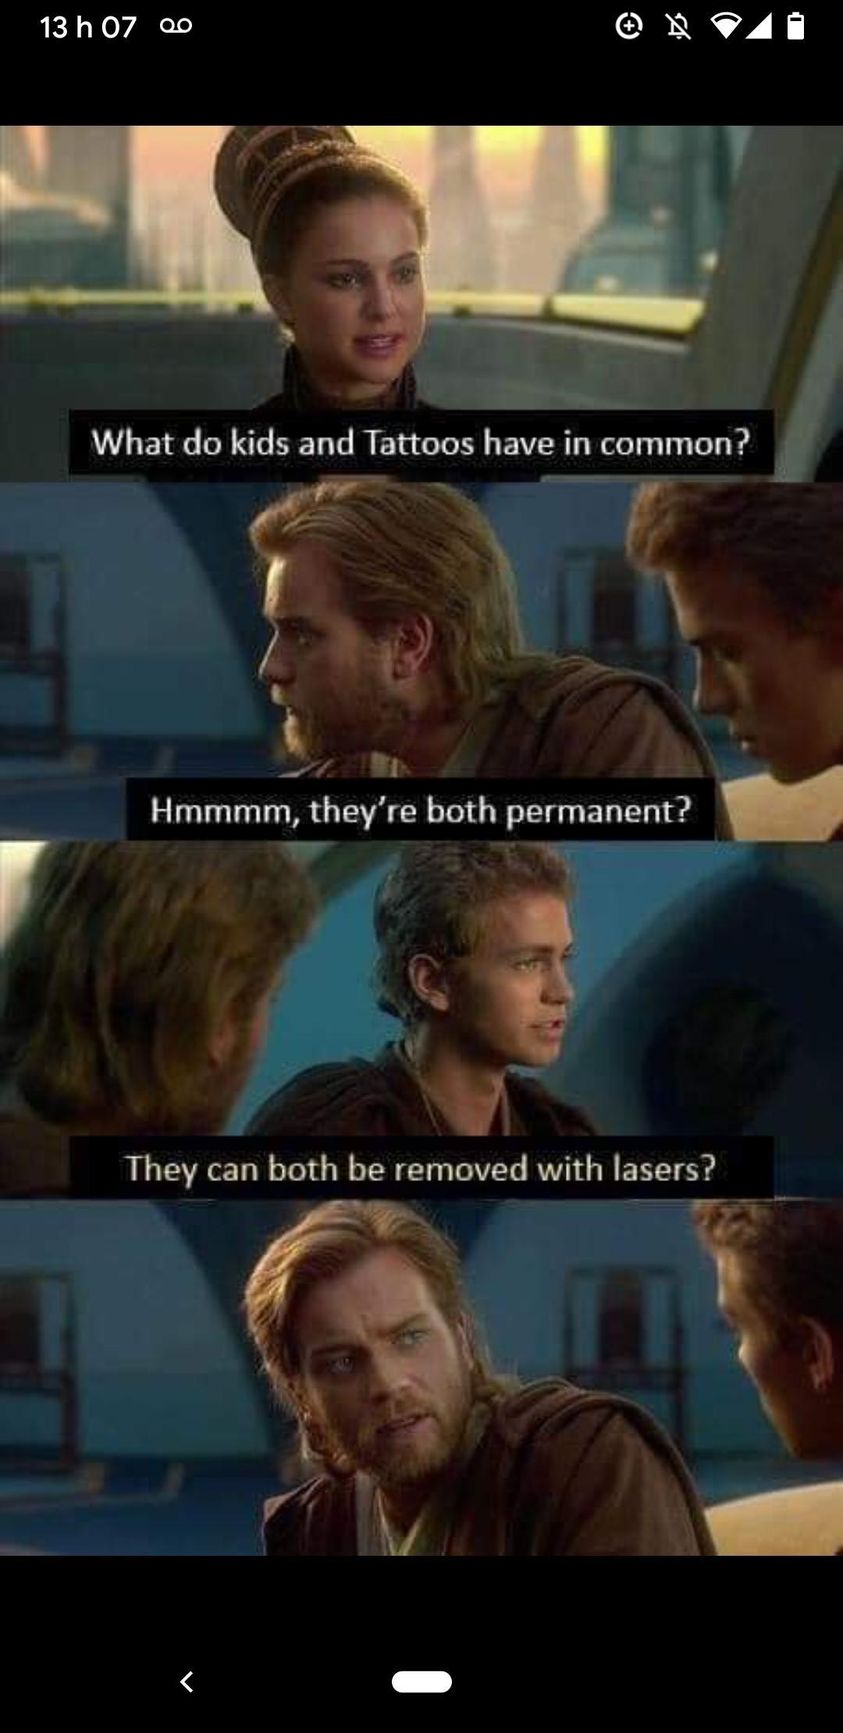 13 h 07
What do kids and Tattoos have in common?
Hmmmm, they're both permanent?
They can both be removed with lasers?